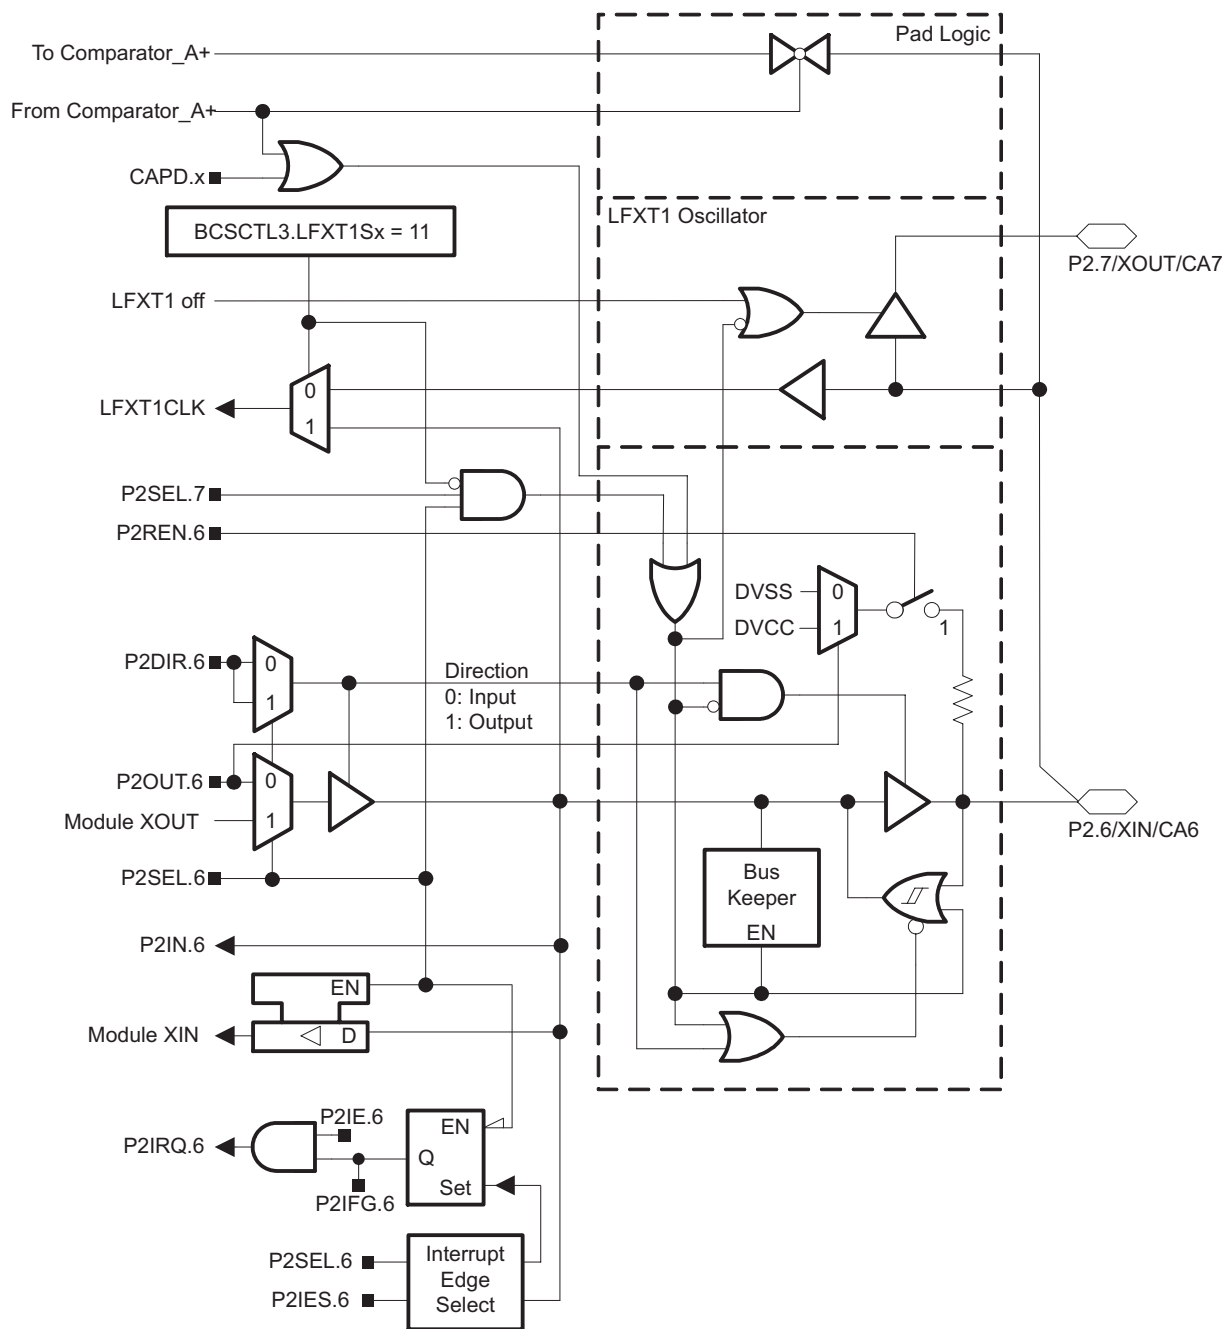 Pad Logic
To Comparator_A+
From Comparator_A+
CAPD.x
BCSCTL3.LFXT1Sx = 11
LFXT1 Oscillator
P2.7/XOUT/CA7
LFXT1 off
0
LFXT1CLK
1
P2SEL.7
P2REN.6
DVSS
0
DVCC
1
1
P2DIR.6
0
1
Direction
0: Input
1: Output
P2OUT.6
0
Module XOUT
1
P2.6/XIN/CA6
P2SEL.6
Bus
Keeper
EN
P2IN.6
EN
Module XIN
D
P2IE.6
EN
P2IRQ.6
Q
Set
P2IFG.6
P2SEL.6
P2IES.6
Interrupt
Edge
Select